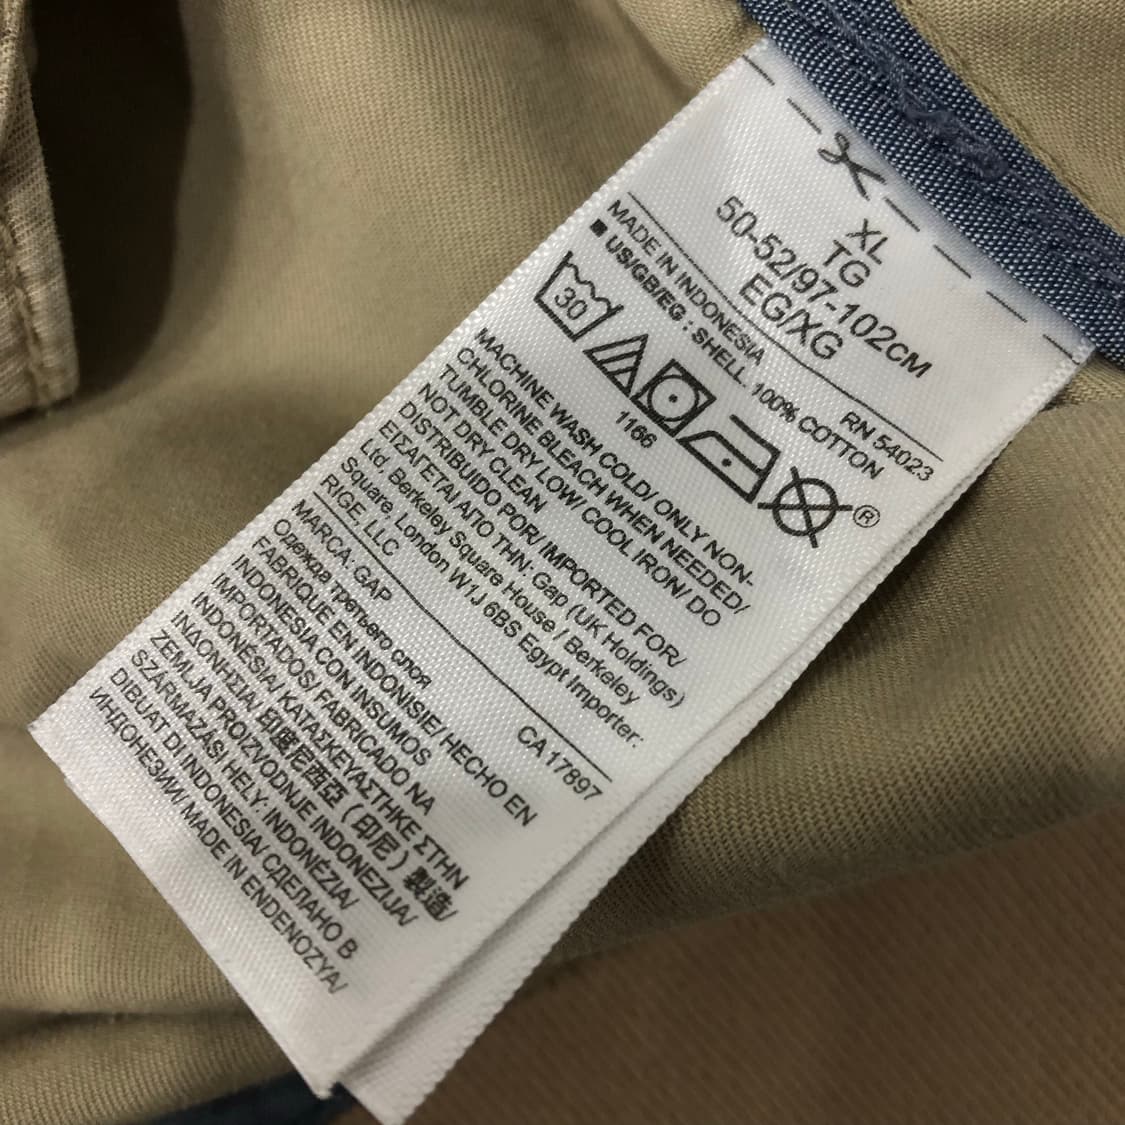 XL
TG
50-52/97-102CM
EG/XG
RN 54023
MADE IN INDONESIA
■ US/GB/EG : SHELL. 100% COTTON
30
®
1166
MACHINE WASH COLD/ ONLY NON-
CHLORINE BLEACH WHEN NEEDED/
TUMBLE DRY LOW/ COOL IRON/ DO
NOT DRY CLEAN
DISTRIBUIDO POR/ IMPORTED FOR/
ΕΙΣΑΓΕΤΑΙ ΑΠΟ ΤΗΝ: Gap (UK Holdings)
Ltd, Berkeley Square House / Berkeley
Square, London W1J 6BS Egypt Importer:
RIGE, LLC
CA 17897
MARCA: GAP
Одежда третьего слоя
FABRIQUE EN INDONISIE/ HECHO EN
INDONESIA CON INSUMOS
IMPORTADOS/ FABRICADO NA
INDONÉSIA/ ΚΑΤΑΣΚΕΥΑΣΤΗΚΕ ΣΤΗΝ
ΙΝΔΟΝΗΣΙΑ/ 印度尼西亞（印尼）製造/
ZEMLJA PROIZVODNJE INDONEZIJA/
SZÁRMAZÁSI HELY: INDONÉZIA/
DIBUAT DI INDONESIA/ СДЕЛАНО В
ИНДОНЕЗИИ/ MADE IN ENDENOZYA/